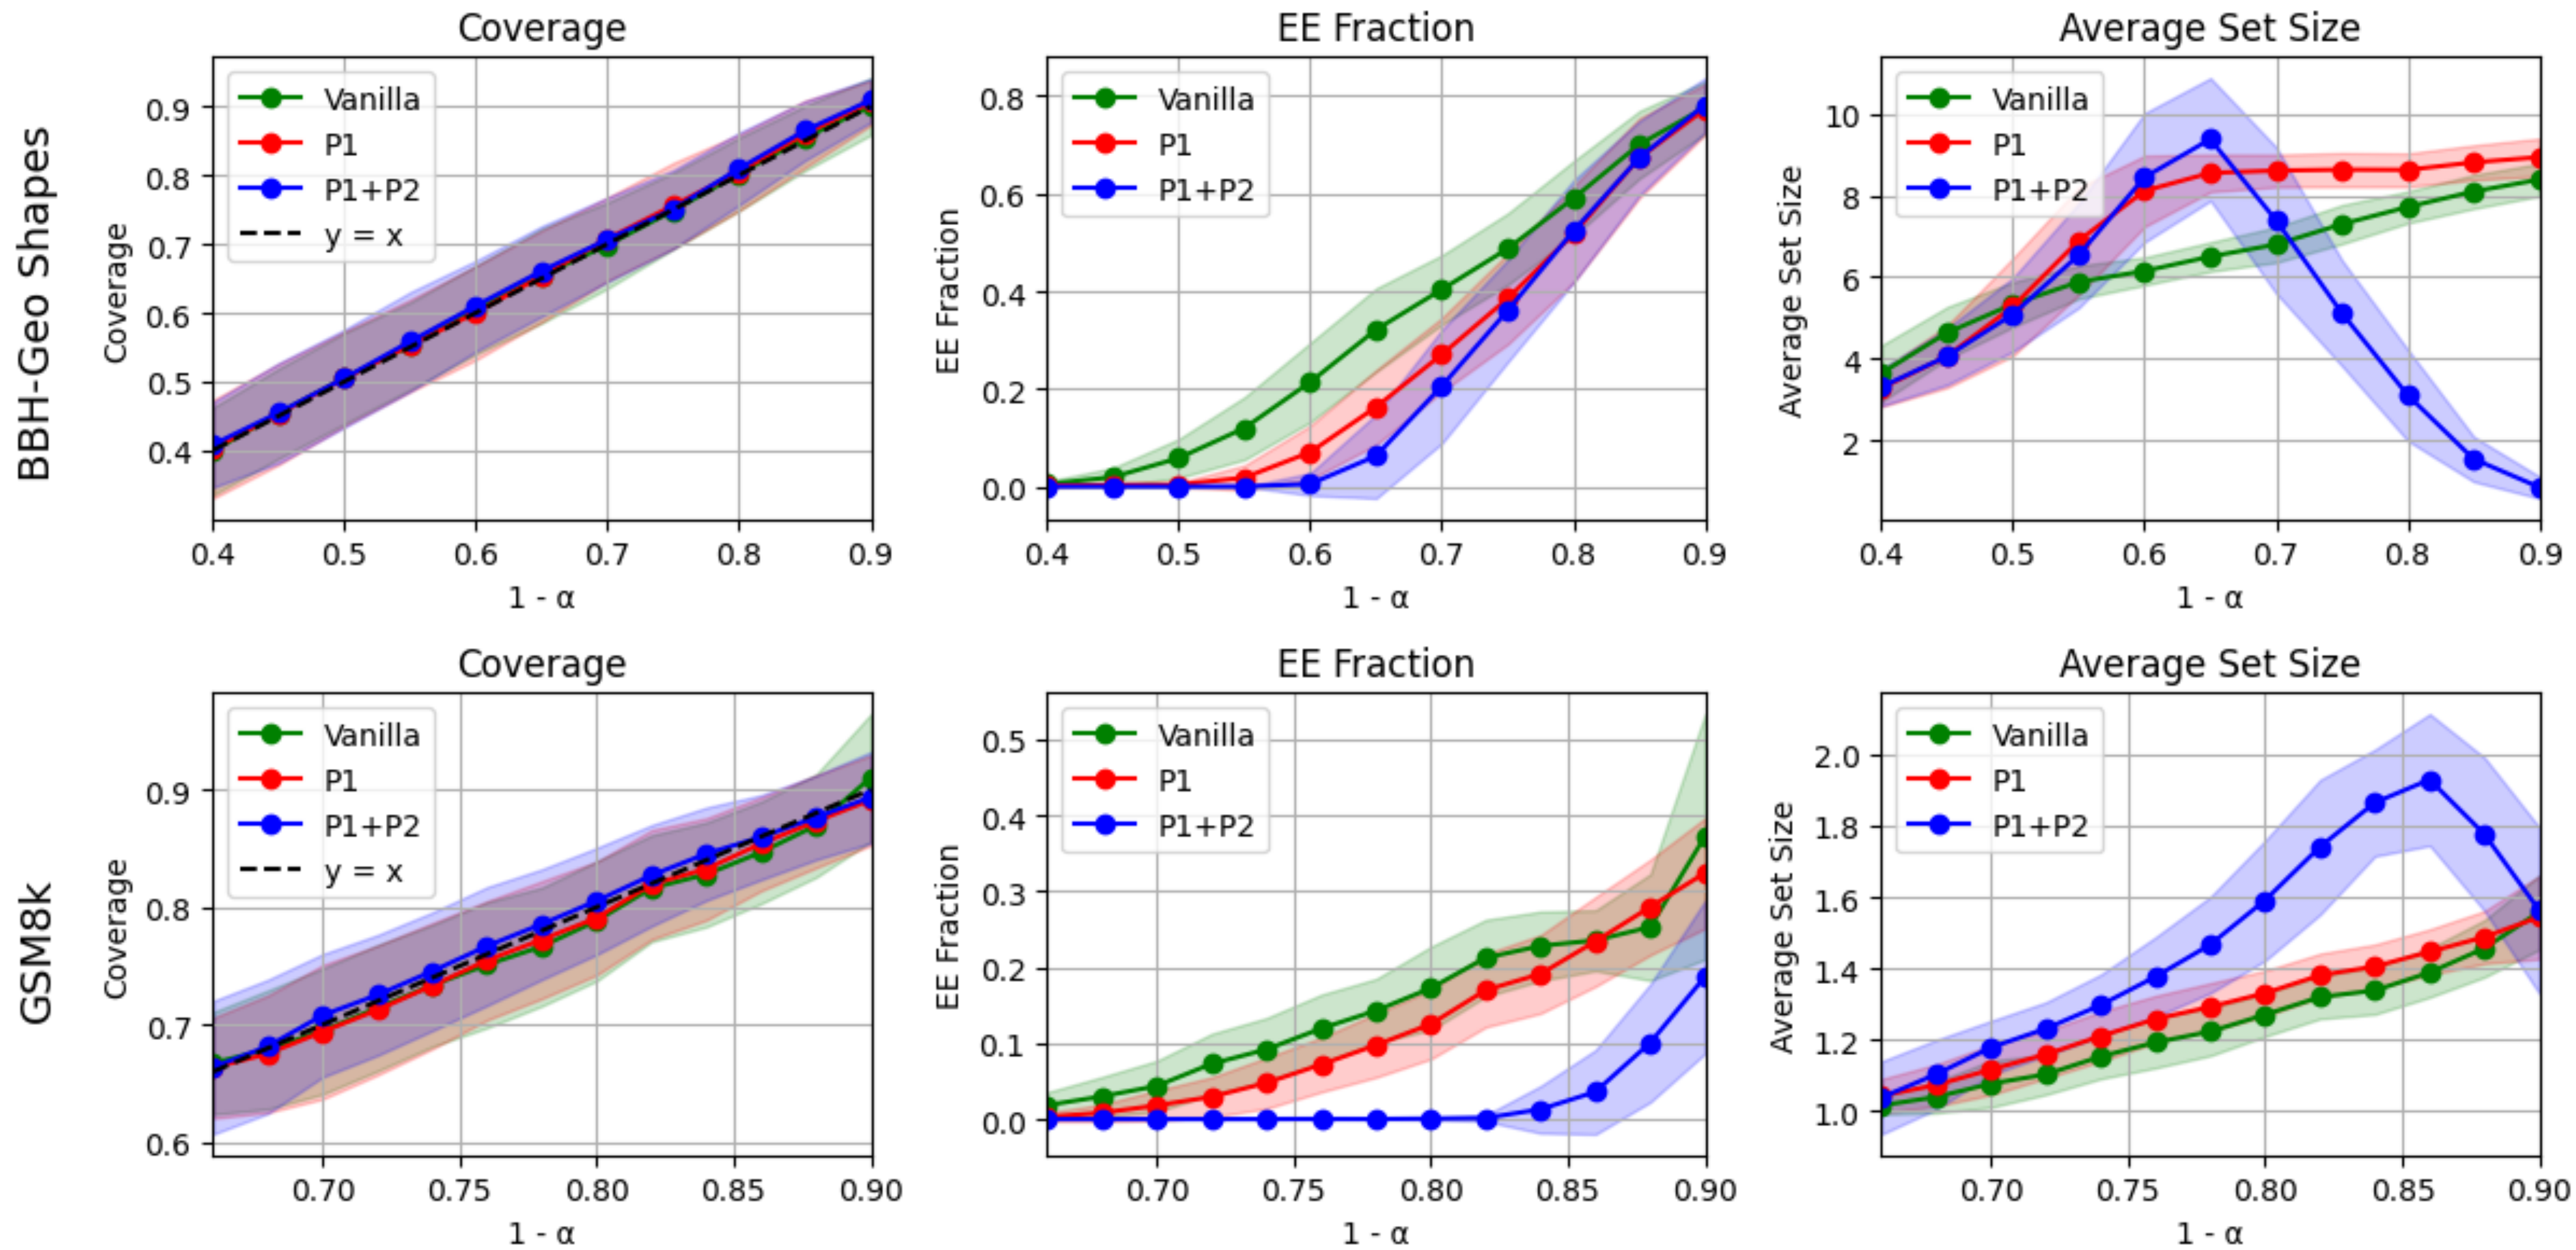 BBH-Geo Shapes
Coverage
Vanilla
P1
P1+P2
y = x
Coverage
0.9
0.8
0.7
0.6
0.5
0.4
0.4 0.5 0.6 0.7 0.8 0.9
1 - α
EE Fraction
Vanilla
P1
P1+P2
EE Fraction
0.8
0.6
0.4
0.2
0.0
0.4 0.5 0.6 0.7 0.8 0.9
1 - α
Average Set Size
Vanilla
P1
P1+P2
Average Set Size
10
8
6
4
2
0.4 0.5 0.6 0.7 0.8 0.9
1 - α
GSM8k
Coverage
Vanilla
P1
P1+P2
y = x
Coverage
0.9
0.8
0.7
0.6
0.70 0.75 0.80 0.85 0.90
1 - α
EE Fraction
Vanilla
P1
P1+P2
EE Fraction
0.5
0.4
0.3
0.2
0.1
0.0
0.70 0.75 0.80 0.85 0.90
1 - α
Average Set Size
Vanilla
P1
P1+P2
Average Set Size
2.0
1.8
1.6
1.4
1.2
1.0
0.70 0.75 0.80 0.85 0.90
1 - α